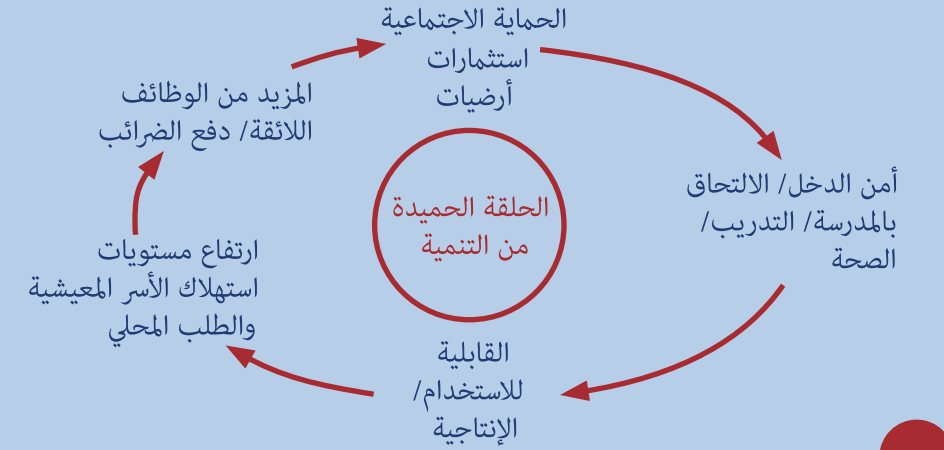 الحماية الاجتماعية
استثمارات
أرضيات
أمن الدخل/ الالتحاق
بالمدرسة/ التدريب/
الصحة
القابلية
للاستخدام/
الإنتاجية
ارتفاع مستويات
استهلاك الأسر المعيشية
والطلب المحلي
المزيد من الوظائف
اللائقة/ دفع الضرائب
الحلقة الحميدة
من التنمية